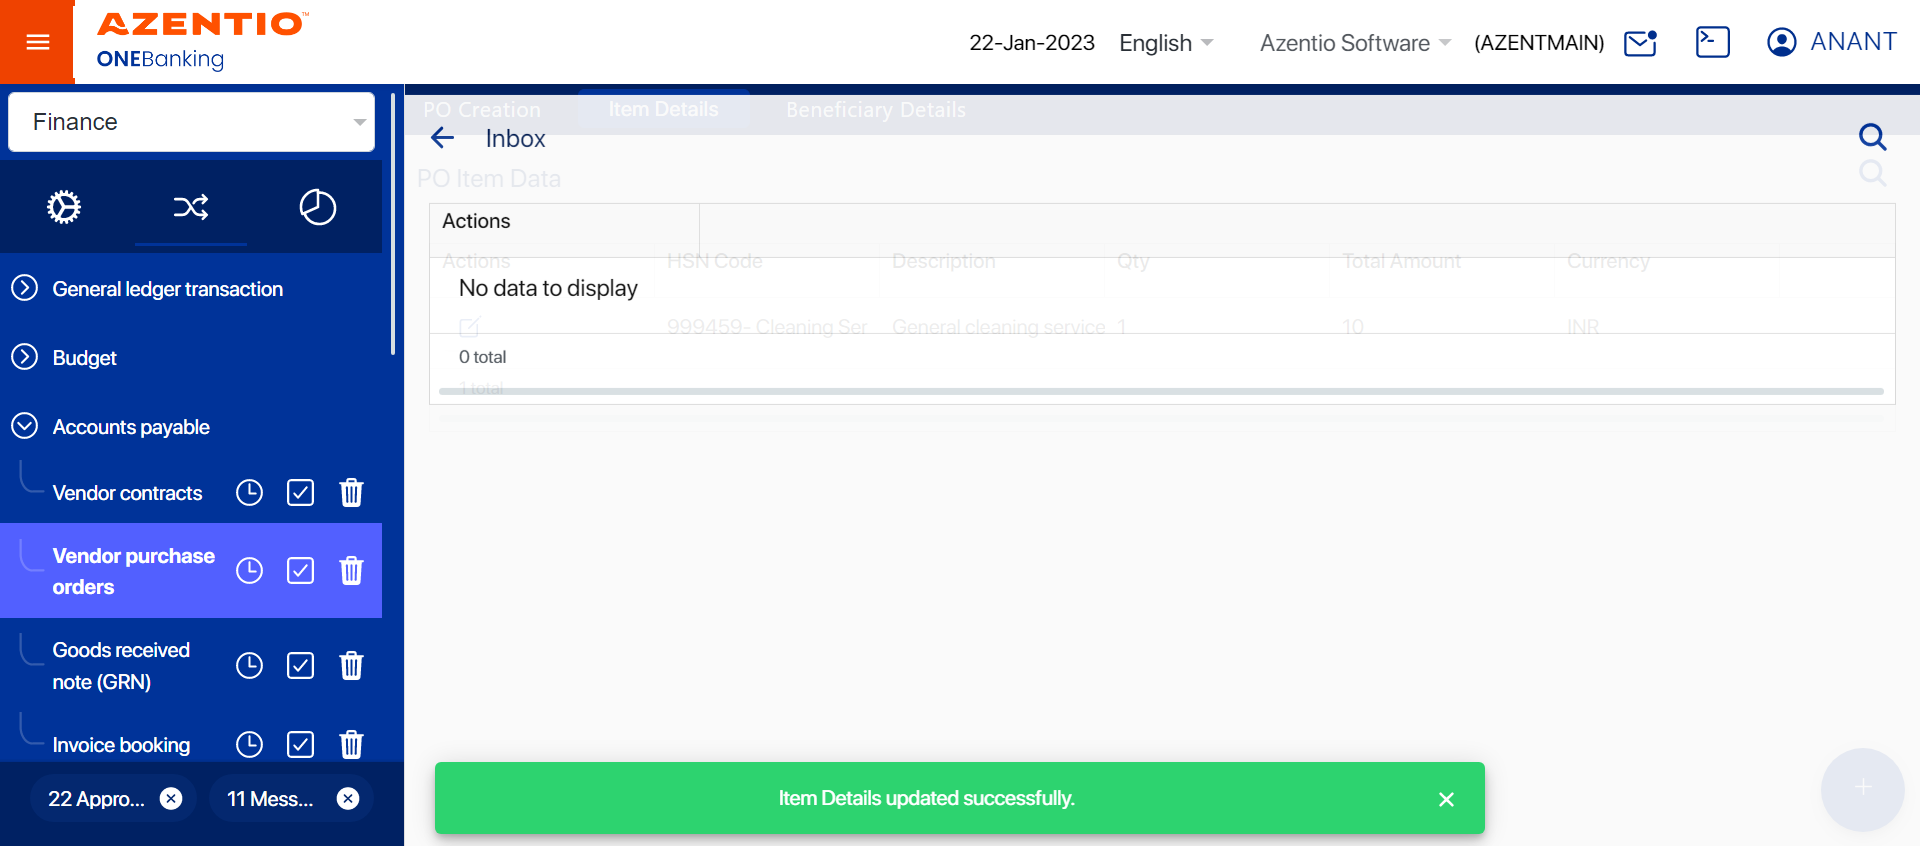 AZENTIO™
ONEBanking
22-Jan-2023
English
Azentio Software
(AZENTMAIN)
ANANT
Finance
General ledger transaction
Budget
Accounts payable
Vendor contracts
Vendor purchase
orders
Goods received
note (GRN)
Invoice booking
22 Appro...
11 Mess...
PO Creation
Item Details
Beneficiary Details
Inbox
PO Item Data
Actions
Actions
HSN Code
Description
Qty
Total Amount
Currency
No data to display
999459- Cleaning Ser
General cleaning service
1
10
INR
0 total
1 total
Item Details updated successfully.